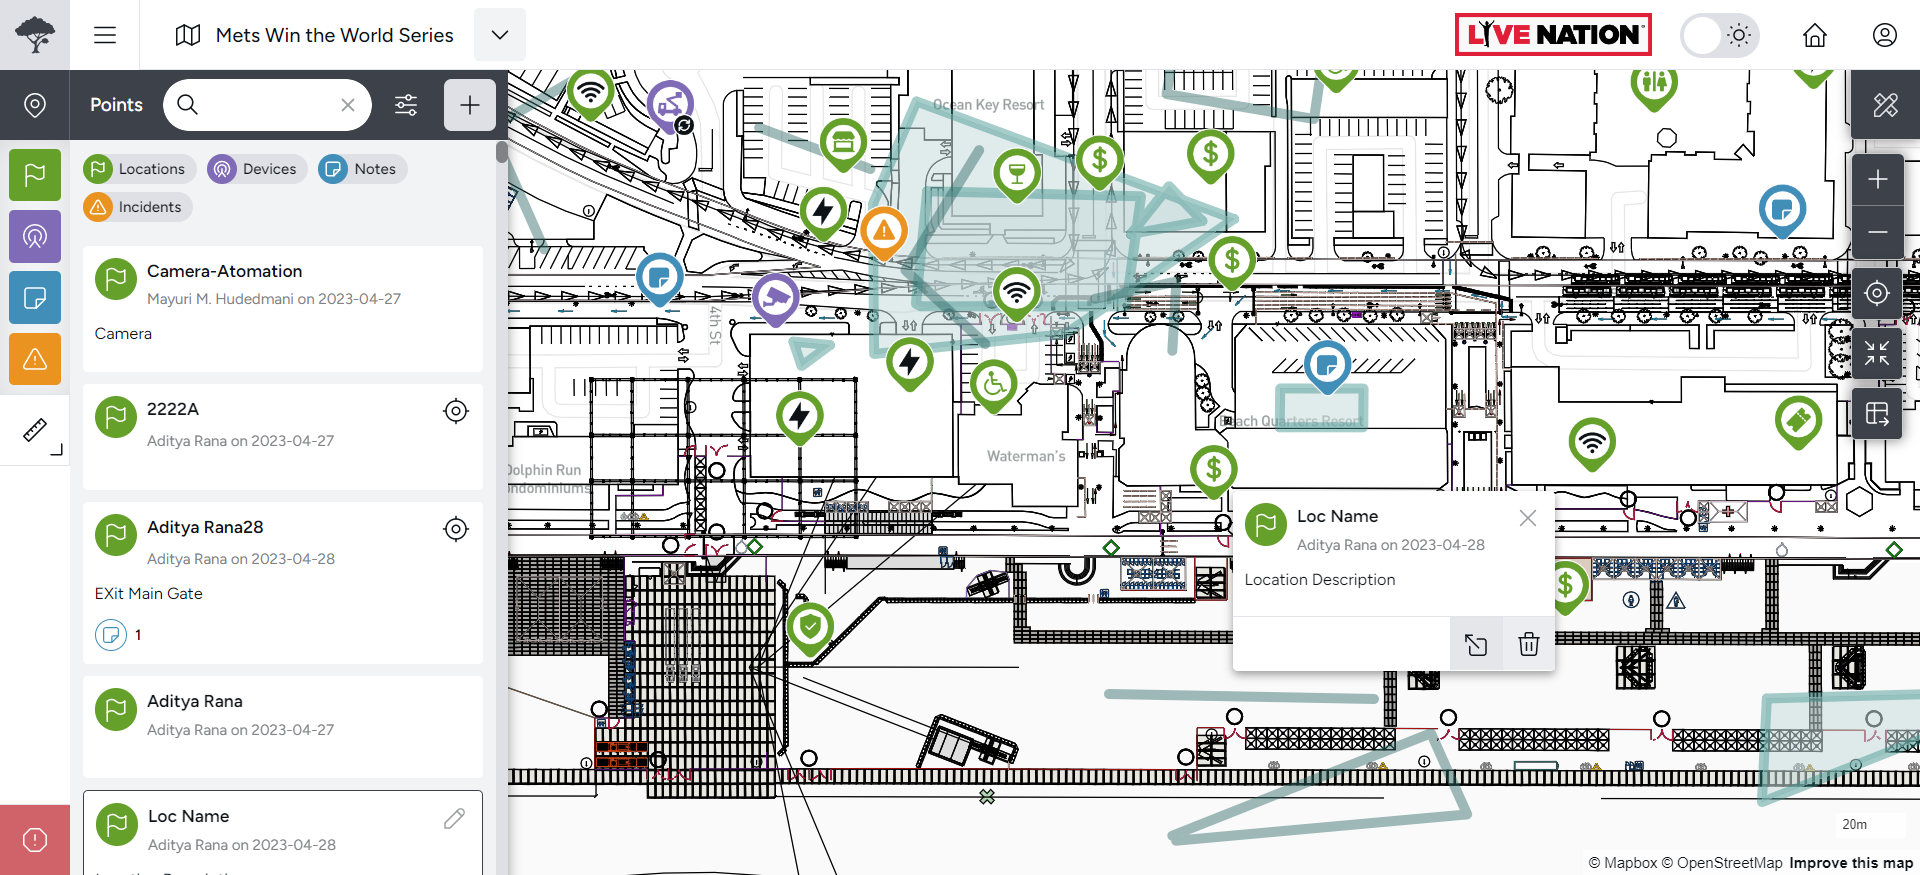 Mets Win the World Series
LIVE NATION
Points
Locations
Devices
Notes
Incidents
Camera-Atomation
Mayuri M. Hudedmani on 2023-04-27
Camera
2222A
Aditya Rana on 2023-04-27
Aditya Rana28
Aditya Rana on 2023-04-28
EXit Main Gate
1
Aditya Rana
Aditya Rana on 2023-04-27
Loc Name
Aditya Rana on 2023-04-28
Ocean Key Resort
4th St
Beach Quarters Resort
Waterman's
Dolphin Run
ondominiums
Loc Name
Aditya Rana on 2023-04-28
Location Description
20m
© Mapbox © OpenStreetMap Improve this map